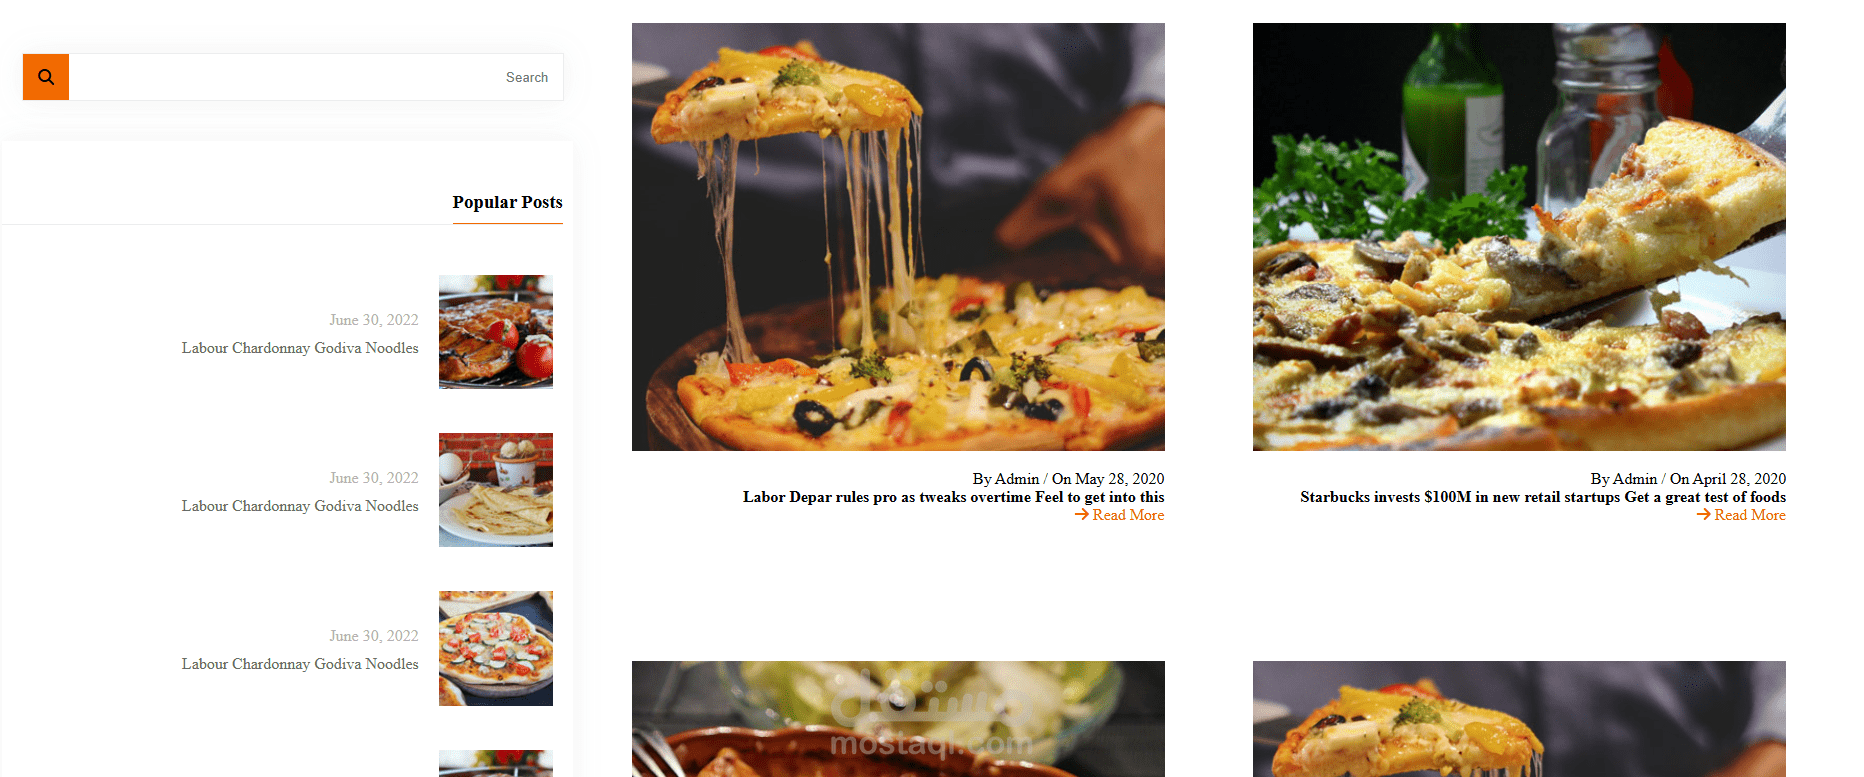 Search
Popular Posts
June 30, 2022
Labour Chardonnay Godiva Noodles
June 30, 2022
Labour Chardonnay Godiva Noodles
June 30, 2022
Labour Chardonnay Godiva Noodles
By Admin / On May 28, 2020
Labor Depar rules pro as tweaks overtime Feel to get into this
→ Read More
By Admin / On April 28, 2020
Starbucks invests $100M in new retail startups Get a great test of foods
→ Read More
مستقل
mostaql.com